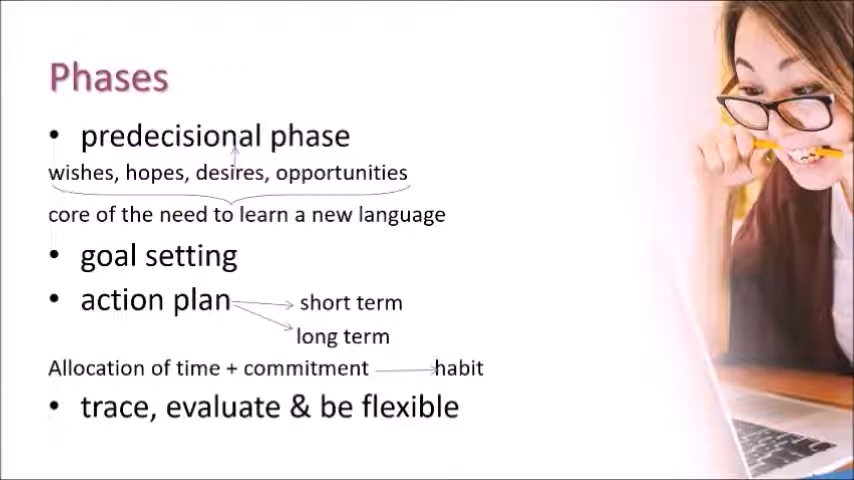 Phases
• predecisional phase
wishes, hopes, desires, opportunities
core of the need to learn a new language
• goal setting
• action plan
short term
long term
Allocation of time + commitment habit
• trace, evaluate & be flexible